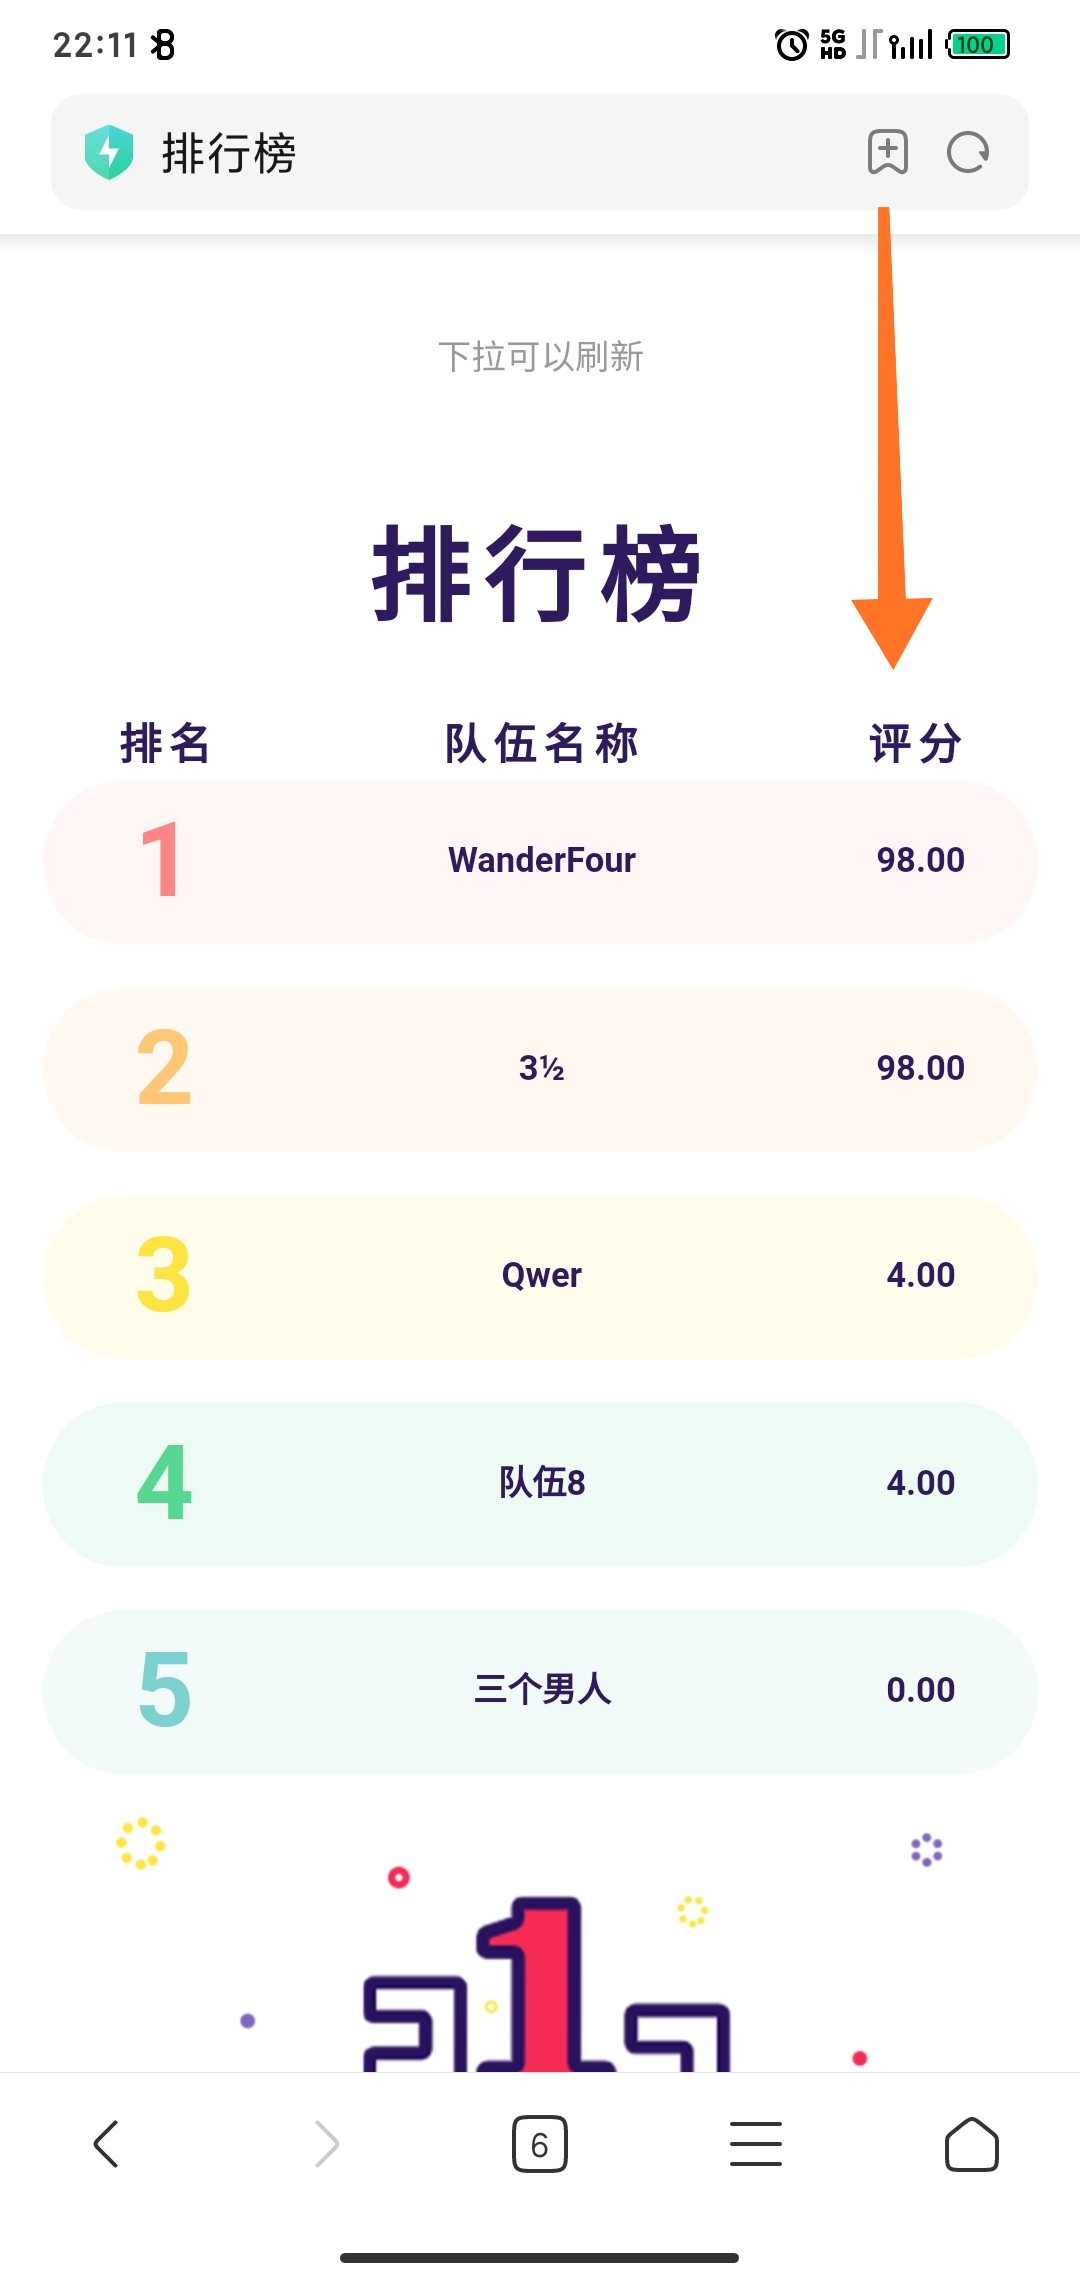 22:11 5G HD 100
排行榜
下拉可以刷新
排行榜
排名 队伍名称 评分
1 WanderFour 98.00
2 3½ 98.00
3 Qwer 4.00
4 队伍8 4.00
5 三个男人 0.00
1
6